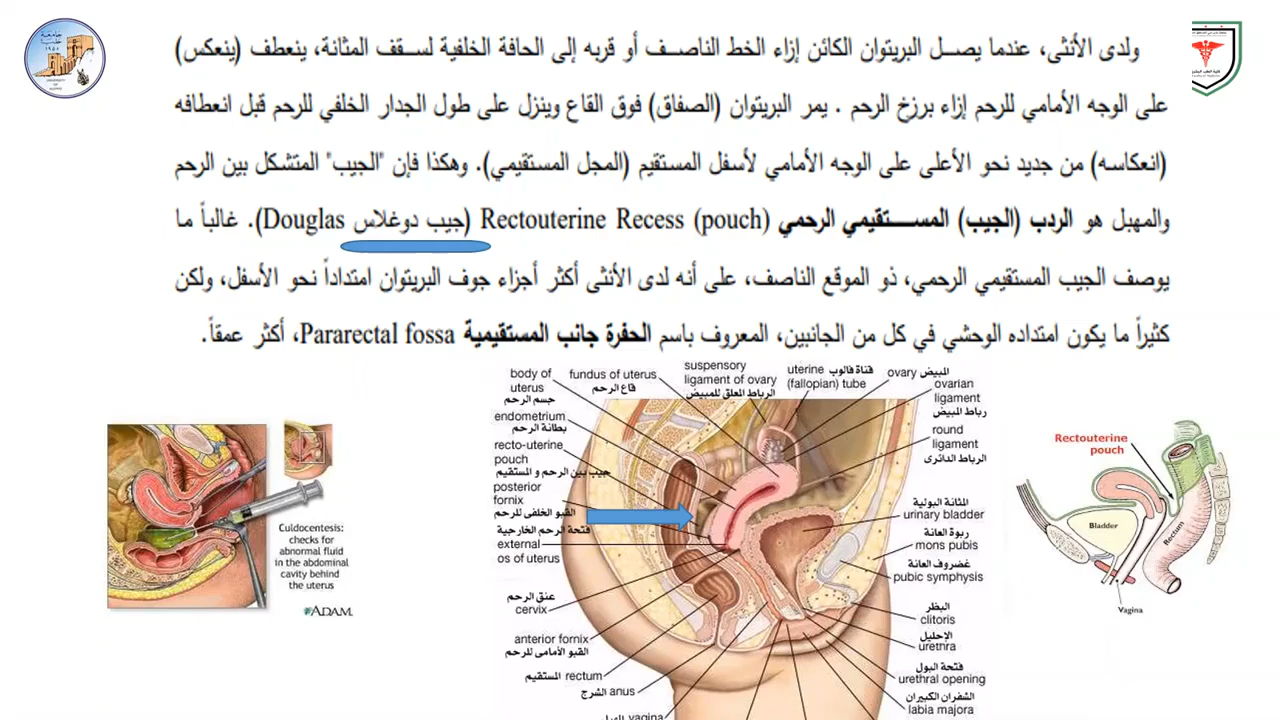 ولدى الأنثى، عندما يصل البريتوان الكائن إزاء الخط الناصف أو قربه إلى الحافة الخلفية لسقف المثانة، ينعطف (ينعكس)
على الوجه الأمامي للرحم إزاء برزخ الرحم . يمر البريتوان (الصفاق) فوق القاع وينزل على طول الجدار الخلفي للرحم قبل انعطافه
(انعكاسه) من جديد نحو الأعلى على الوجه الأمامي لأسفل المستقيم (المجل المستقيمي). وهكذا فإن "الجيب" المتشكل بين الرحم
والمهبل هو الردب (الجيب) المستقيمي الرحمي Rectouterine Recess (pouch). (جيب دوغلاس Douglas). غالباً ما
يوصف الجيب المستقيمي الرحمي، ذو الموقع الناصف، على أنه لدى الأنثى أكثر أجزاء جوف البريتوان امتداداً نحو الأسفل، ولكن
كثيراً ما يكون امتداده الوحشي في كل من الجانبين، المعروف باسم الحفرة جانب المستقيمية Pararectal fossa، أكثر عمقاً.
Culdocentesis:
checks for
abnormal fluid
in the abdominal
cavity behind
the uterus
ADAM
body of
uterus
جسم الرحم
fundus of uterus
قاع الرحم
suspensory
ligament of ovary
الرباط المعلق للمبيض
uterine قناة فالوب
(fallopian) tube
ovary المبيض
ovarian
ligament
رباط المبيض
endometrium
بطانة الرحم
recto-uterine
pouch
جيب بين الرحم و المستقيم
posterior
fornix
القبو الخلفى للرحم
فتحة الرحم الخارجية
external
os of uterus
عنق الرحم
cervix
anterior fornix
القبو الأمامى للرحم
المستقيم rectum
الشرج anus
vagina
round
ligament
الرباط الدائرى
المثانة البولية
urinary bladder
ربوة العانة
mons pubis
غضروف العانة
pubic symphysis
البظر
clitoris
الإحليل
urethra
فتحة البول
urethral opening
الشفران الكبيران
labia majora
Rectouterine
pouch
Bladder
Rectum
Vagina